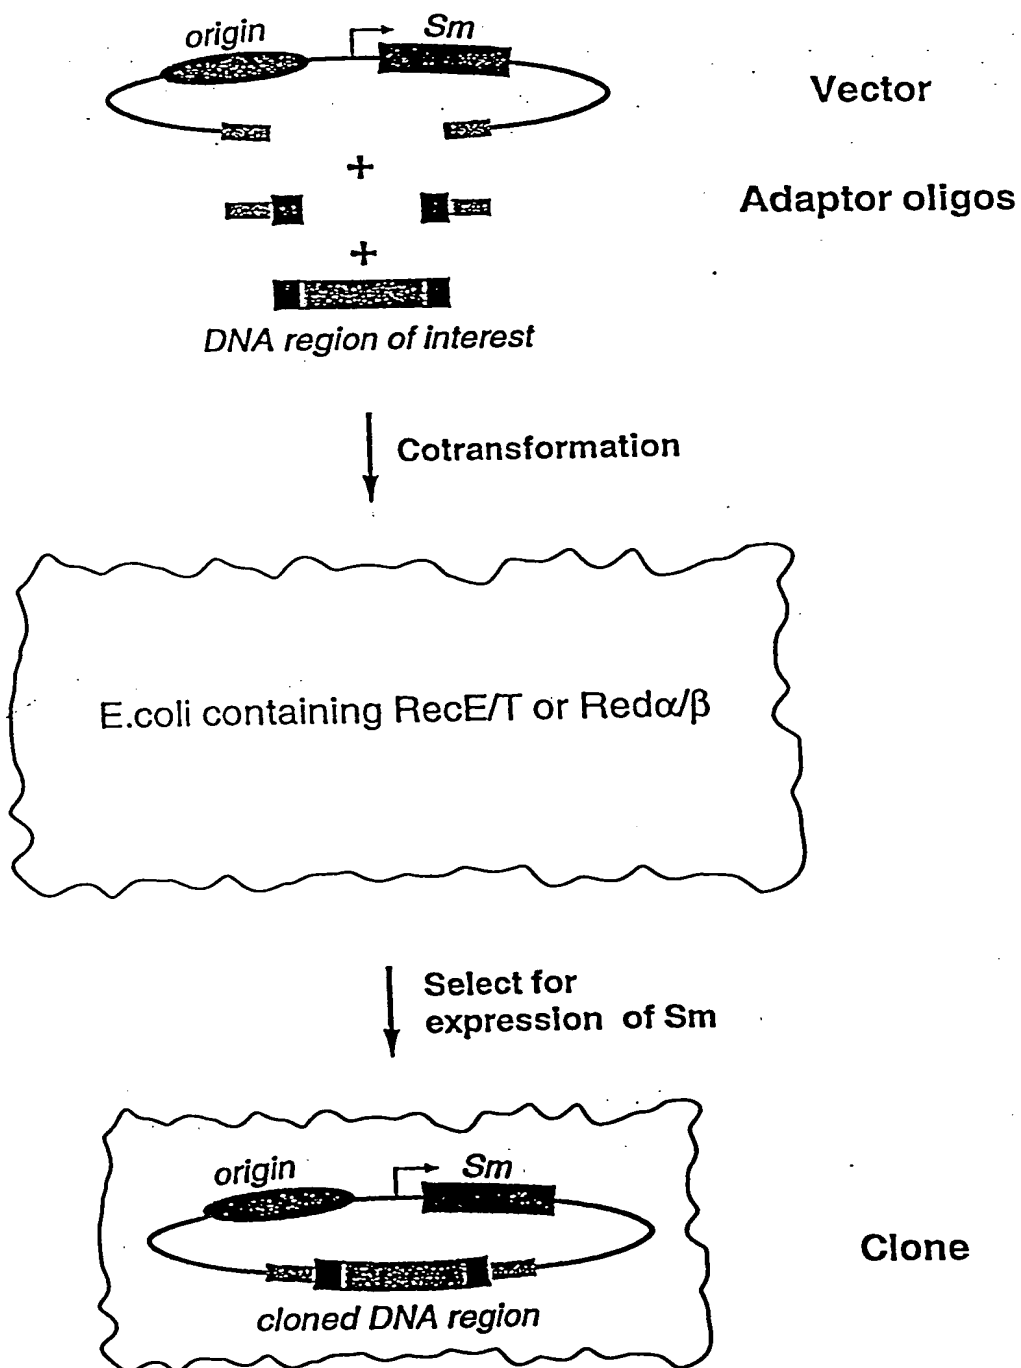 origin
Sm
Vector
+
Adaptor oligos
+
DNA region of interest
Cotransformation
E.coli containing RecE/T or Redα/β
Select for
expression of Sm
origin
Sm
Clone
cloned DNA region